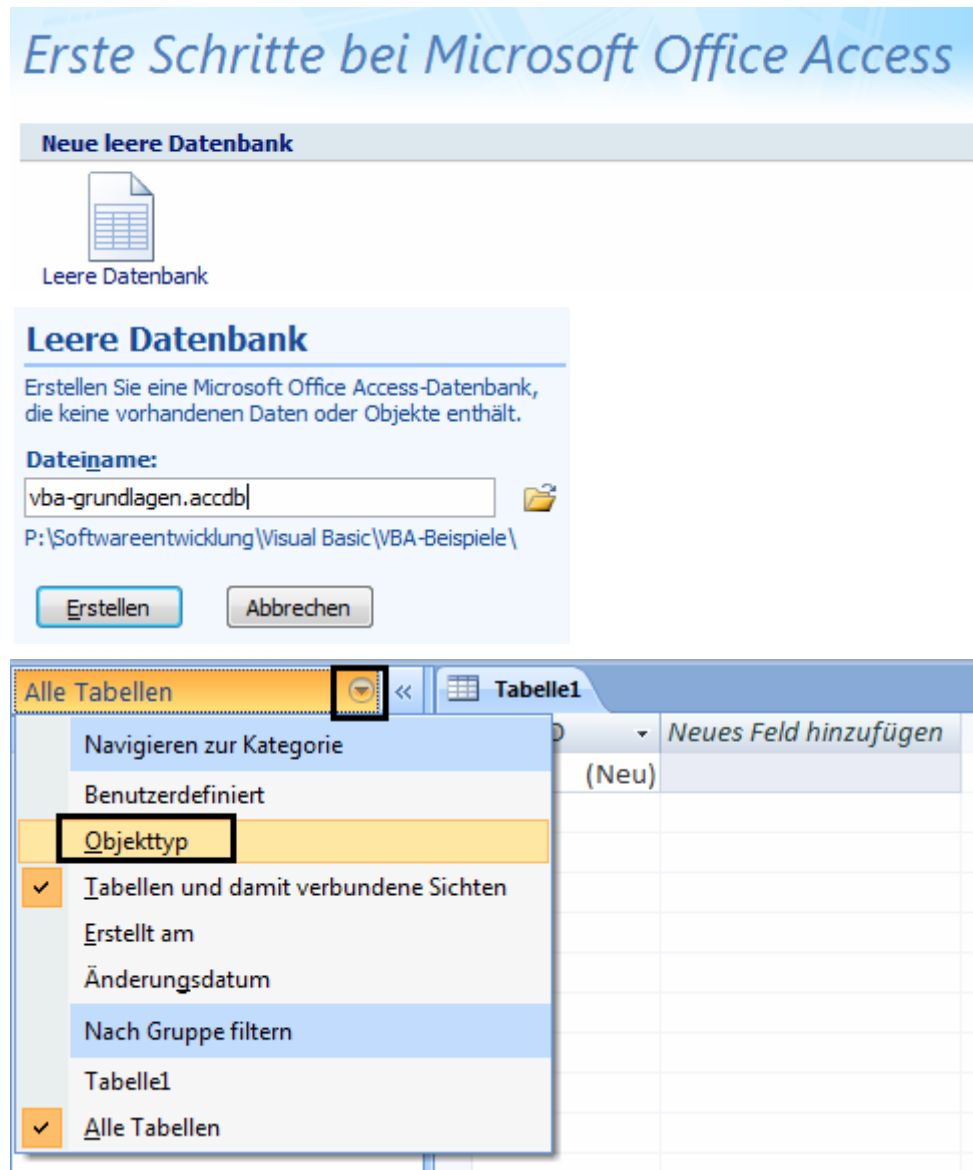 Erste Schritte bei Microsoft Office Access
Neue leere Datenbank
Leere Datenbank
Leere Datenbank
Erstellen Sie eine Microsoft Office Access-Datenbank,
die keine vorhandenen Daten oder Objekte enthält.
Dateiname:
vba-grundlagen.accdb
P:\Softwareentwicklung\Visual Basic\VBA-Beispiele\
Erstellen Abbrechen
Alle Tabellen « Tabelle1
Navigieren zur Kategorie Neues Feld hinzufügen
(Neu)
Benutzerdefiniert
Objekttyp
Tabellen und damit verbundene Sichten
Erstellt am
Änderungsdatum
Nach Gruppe filtern
Tabelle1
Alle Tabellen